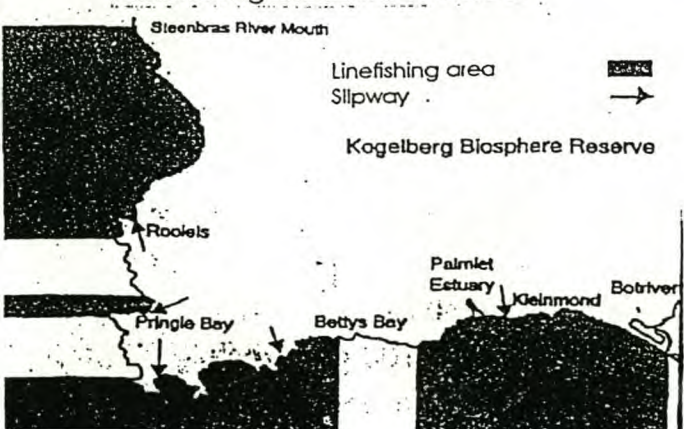 Steenbras River Mouth
Linefishing area
Slipway
Kogelberg Biosphere Reserve
Rooiels
Palmiet
Estuary
Kleinmond
Botriver
Pringle Bay
Bettys Bay